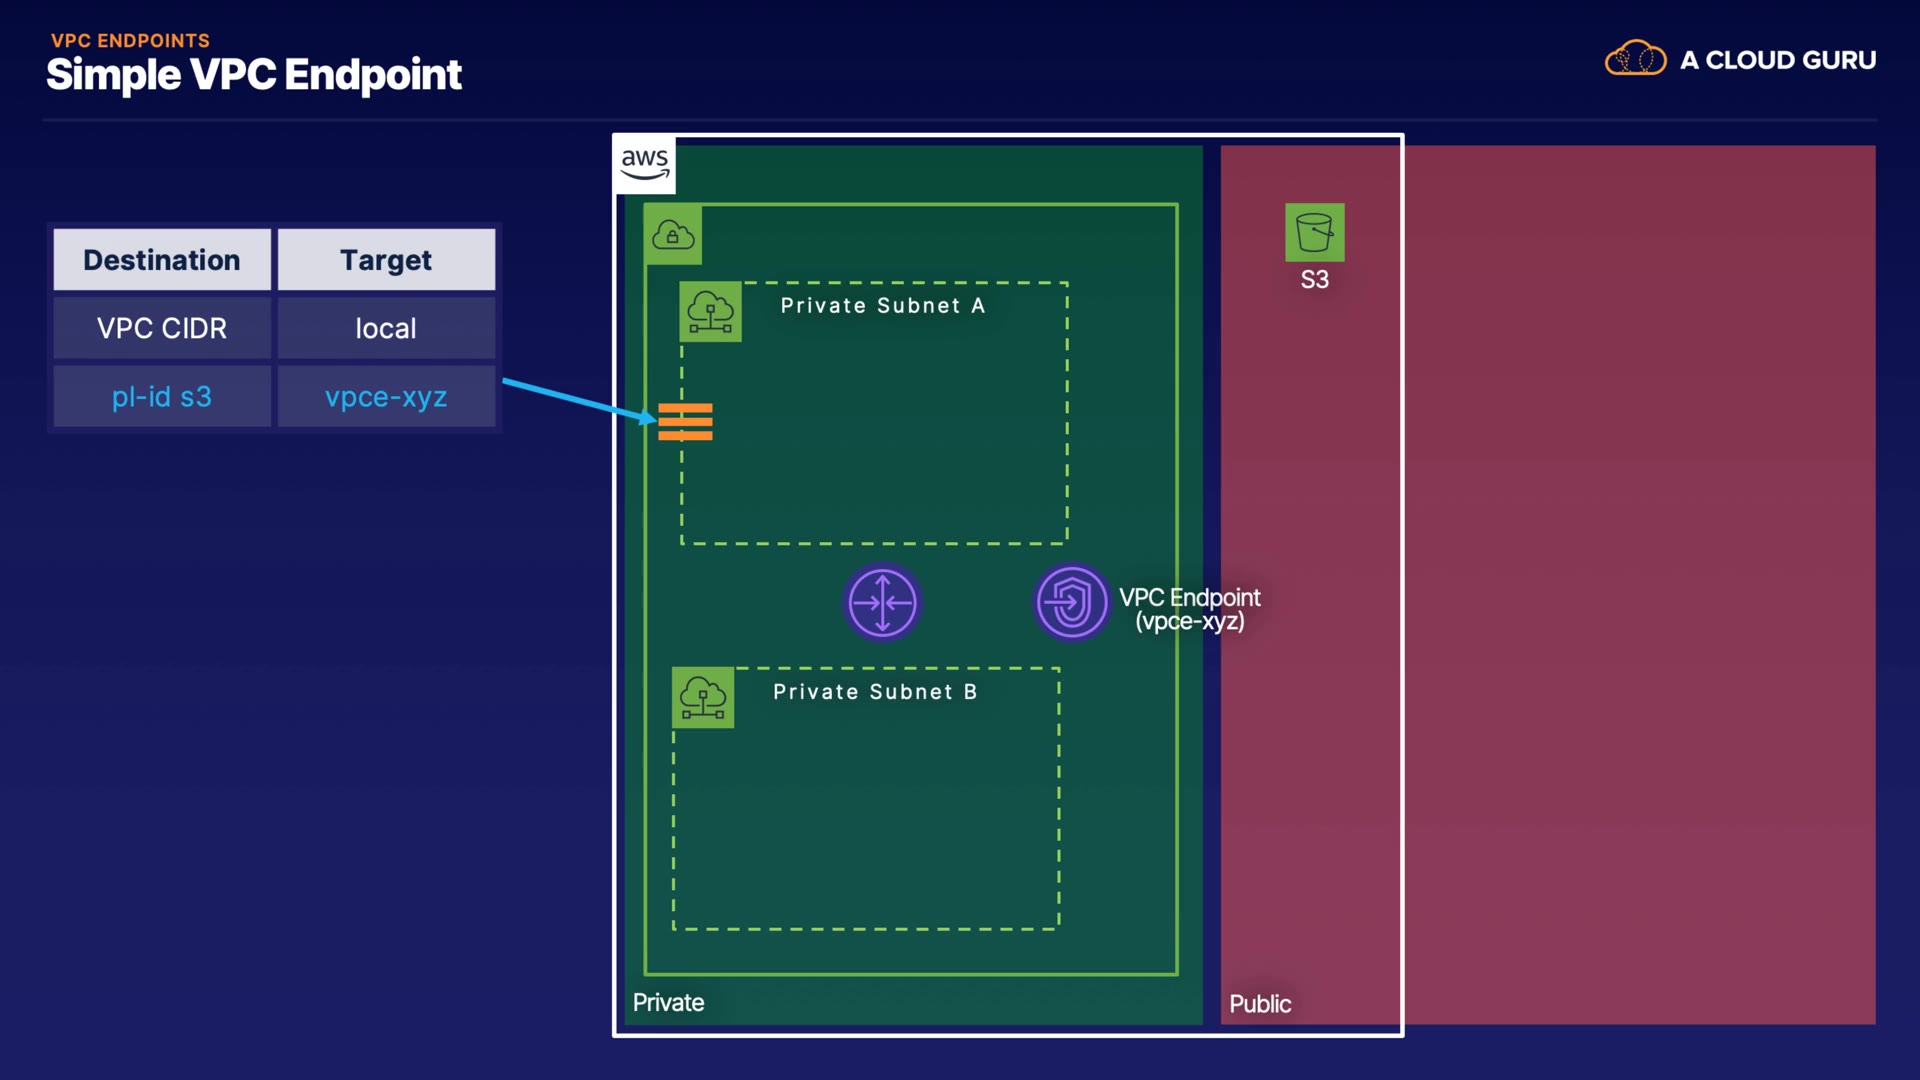 VPC ENDPOINTS
Simple VPC Endpoint
A CLOUD GURU
aws
Destination Target
VPC CIDR local
pl-id s3 vpce-xyz
Private Subnet A
S3
VPC Endpoint
(vpce-xyz)
Private Subnet B
Private
Public